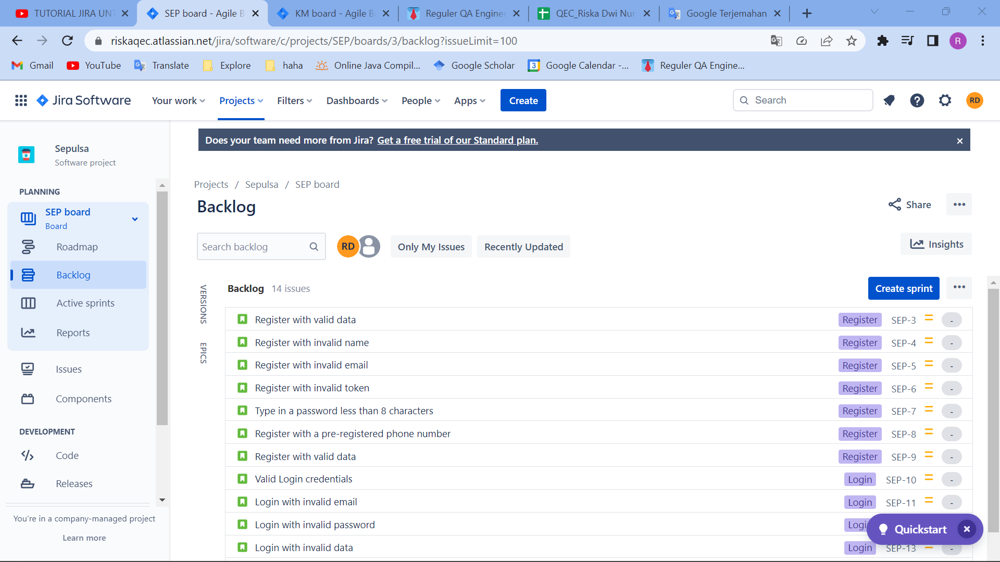 TUTORIAL JIRA UNT
SEP board - Agile B
KM board - Agile B
Reguler QA Enginee
QEC_Riska Dwi Nur
Google Terjemahan
riskaqec.atlassian.net/jira/software/c/projects/SEP/boards/3/backlog?issueLimit=100
R
Gmail
YouTube
Translate
Explore
haha
Online Java Compil...
Google Scholar
3
Google Calendar -...
Reguler QA Engine...
Jira Software
Your work
Projects
Filters
Dashboards
People
Apps
Create
Search
RD
Does your team need more from Jira? Get a free trial of our Standard plan.
Sepulsa
Software project
PLANNING
SEP board
Board
Roadmap
Backlog
Active sprints
Reports
Issues
Components
DEVELOPMENT
Code
Releases
You're in a company-managed project
Learn more
Projects / Sepulsa / SEP board
Backlog
Share
Search backlog
RD
Only My Issues
Recently Updated
Insights
VERSIONS
EPICS
Backlog 14 issues
Create sprint
Register with valid data Register SEP-3 -
Register with invalid name Register SEP-4 -
Register with invalid email Register SEP-5 -
Register with invalid token Register SEP-6 -
Type in a password less than 8 characters Register SEP-7 -
Register with a pre-registered phone number Register SEP-8 -
Register with valid data Register SEP-9 -
Valid Login credentials Login SEP-10 -
Login with invalid email Login SEP-11 -
Login with invalid password Logi
Quickstart
Login with invalid data Login SEP-13 -